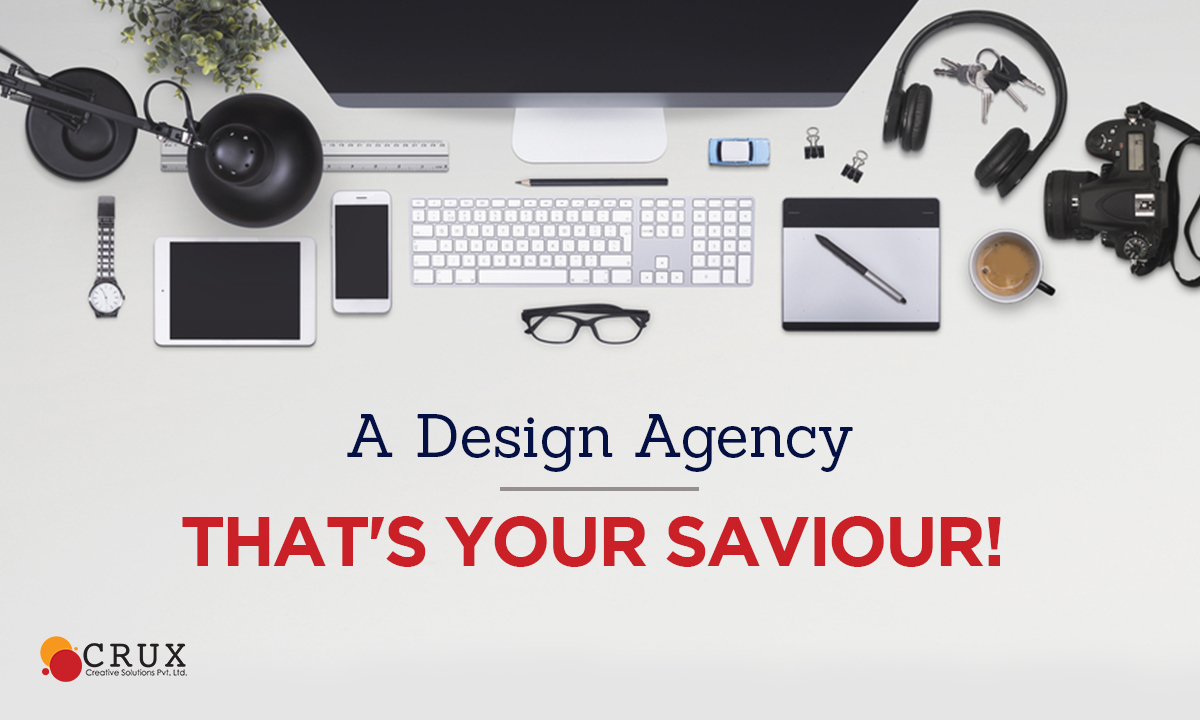 A Design Agency
THAT'S YOUR SAVIOUR!
CRUX
Creative Solutions Pvt. Ltd.